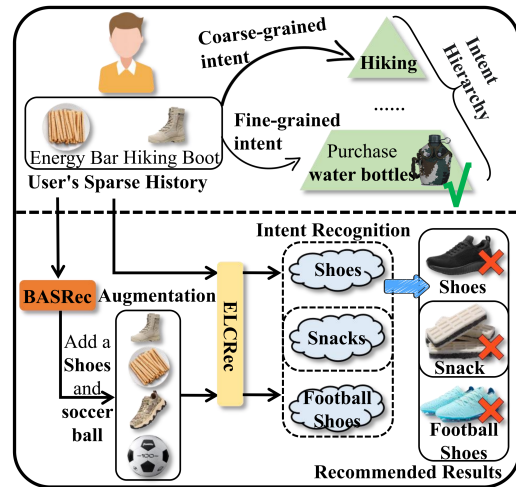 Coarse-grained
intent
Hiking
......
Intent
Hierarchy
Fine-grained
intent
Purchase
water bottles
Energy Bar Hiking Boot
User's Sparse History
Intent Recognition
BASRec
Augmentation
Add a
Shoes
and
soccer
ball
ELCRec
Shoes
Snacks
Football
Shoes
Shoes
Snack
Football
Shoes
Recommended Results